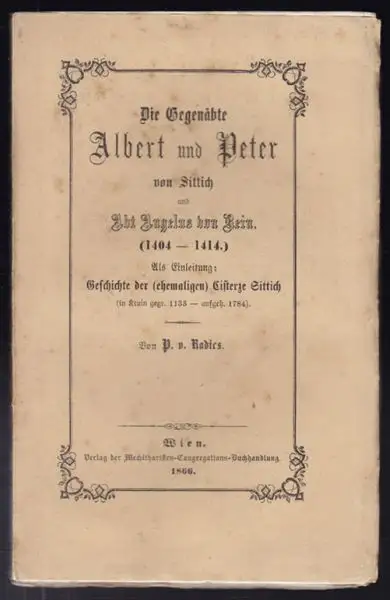 Die Gegenäbte
Albert und Peter
von Sittich
und
Abt Angelus von Rein.
(1404 — 1414.)
Als Einleitung:
Geschichte der (ehemaligen) Cisterze Sittich
(in Krain gegr. 1135 — aufgeh. 1784).
Von P. v. Radics.
Wien.
Verlag der Mechitharisten-Congregations-Buchhandlung
1866.